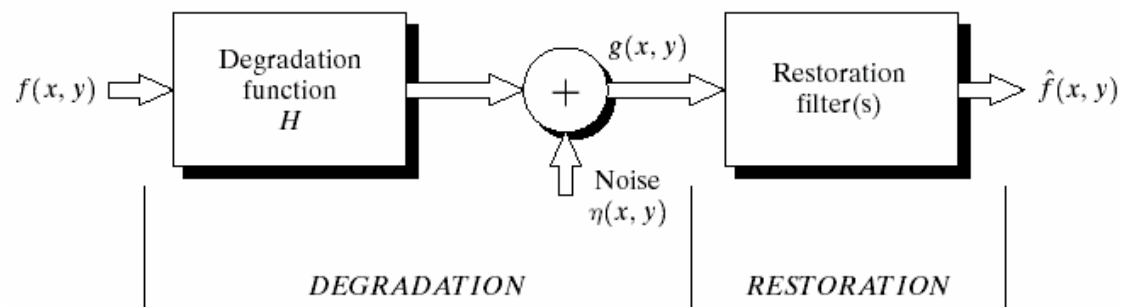 f(x, y)
Degradation
function
H
+
g(x, y)
Noise
η(x, y)
Restoration
filter(s)
f̂(x, y)
DEGRADATION
RESTORATION